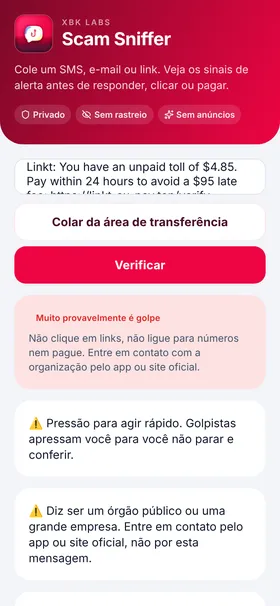 XBK LABS
Scam Sniffer
Cole um SMS, e-mail ou link. Veja os sinais de
alerta antes de responder, clicar ou pagar.
Privado
Sem rastreio
Sem anúncios
Linkt: You have an unpaid toll of $4.85.
Pay within 24 hours to avoid a $95 late
Colar da área de transferência
Verificar
Muito provavelmente é golpe
Não clique em links, não ligue para números
nem pague. Entre em contato com a
organização pelo app ou site oficial.
⚠️ Pressão para agir rápido. Golpistas
apressam você para você não parar e
conferir.
⚠️ Diz ser um órgão público ou uma
grande empresa. Entre em contato pelo
app ou site oficial, não por esta
mensagem.